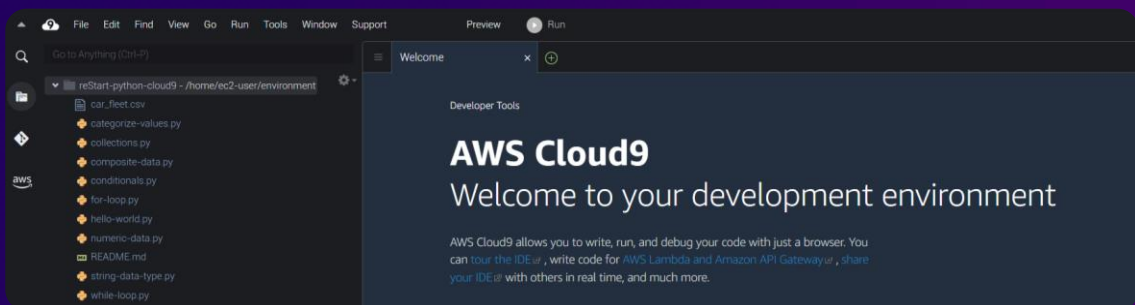 File Edit Find View Go Run Tools Window Support Preview Run
Go to Anything (Ctrl-P)
Welcome
reStart-python-cloud9 - /home/ec2-user/environment
car_fleet.csv
categorize-values.py
collections.py
composite-data.py
conditionals.py
for-loop.py
hello-world.py
numeric-data.py
README.md
string-data-type.py
while-loop.py
aws
Developer Tools
AWS Cloud9
Welcome to your development environment
AWS Cloud9 allows you to write, run, and debug your code with just a browser. You
can tour the IDE, write code for AWS Lambda and Amazon API Gateway, share
your IDE with others in real time, and much more.